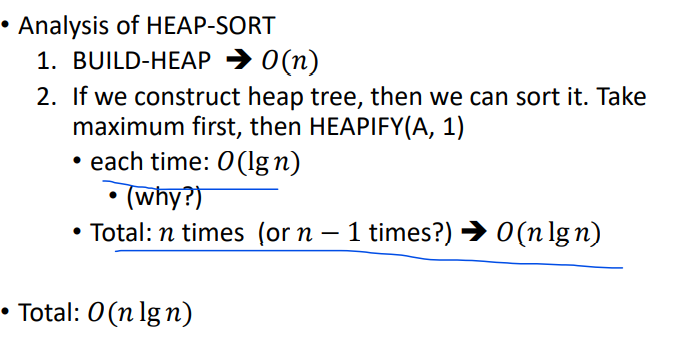 • Analysis of HEAP-SORT
1. BUILD-HEAP ➔ O(n)
2. If we construct heap tree, then we can sort it. Take
maximum first, then HEAPIFY(A, 1)
• each time: O(lg n)
• (why?)
• Total: n times (or n − 1 times?) ➔ O(n lg n)
• Total: O(n lg n)